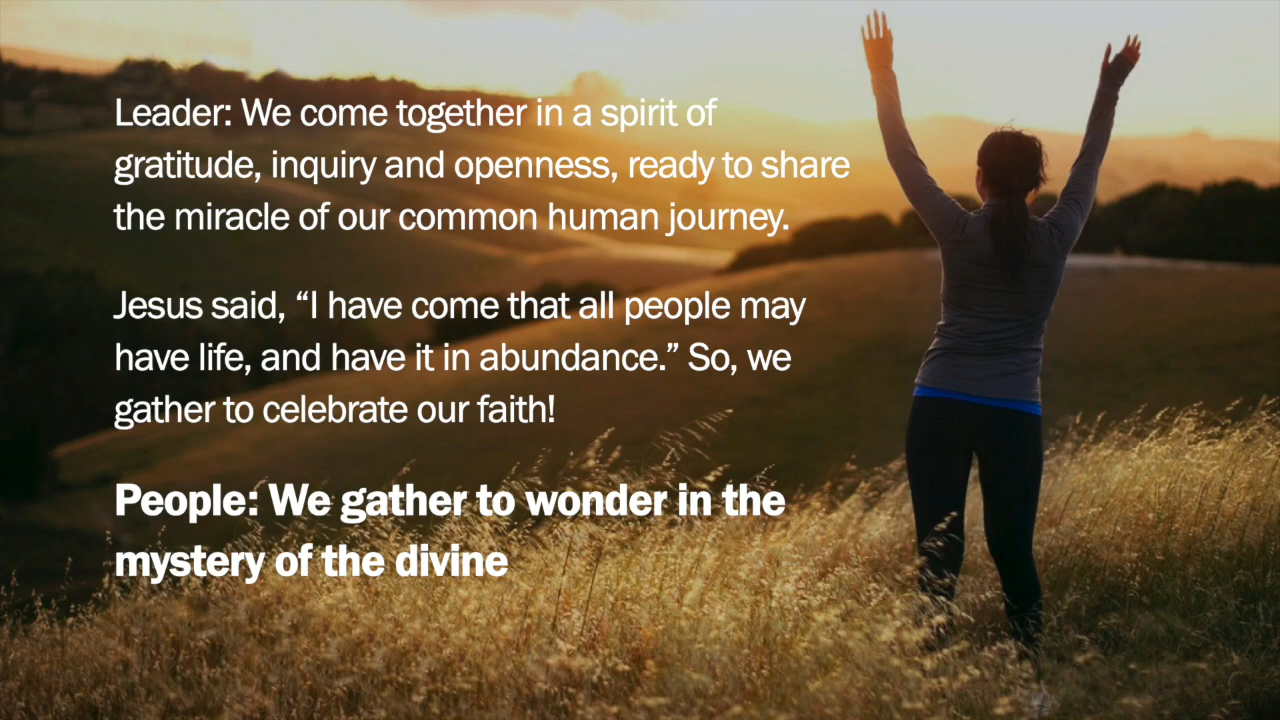 Leader: We come together in a spirit of
gratitude, inquiry and openness, ready to share
the miracle of our common human journey.
Jesus said, “I have come that all people may
have life, and have it in abundance.” So, we
gather to celebrate our faith!
People: We gather to wonder in the
mystery of the divine